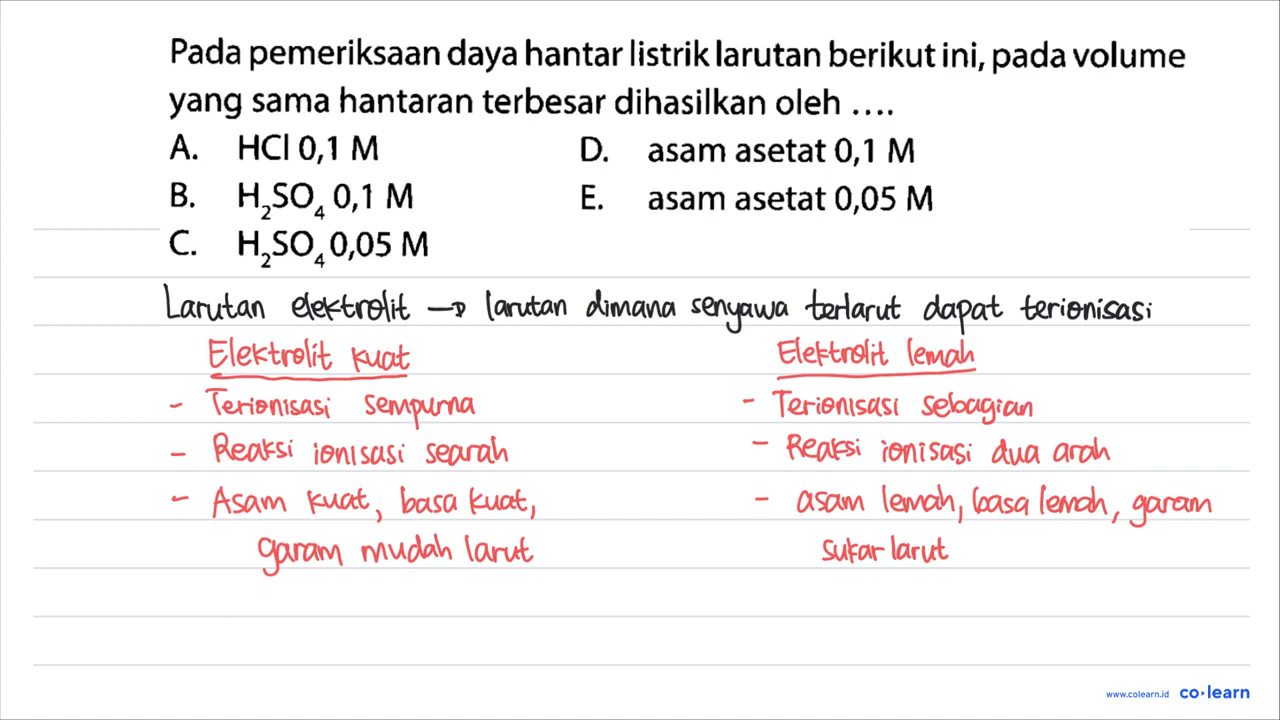 Pada pemeriksaan daya hantar listrik larutan berikut ini, pada volume
yang sama hantaran terbesar dihasilkan oleh ....
A. HCl 0,1 M
B. H₂SO₄ 0,1 M
C. H₂SO₄ 0,05 M
D. asam asetat 0,1 M
E. asam asetat 0,05 M
Larutan elektrolit → larutan dimana senyawa terlarut dapat terionisasi
Elektrolit kuat
- Terionisasi sempurna
- Reaksi ionisasi searah
- Asam kuat, basa kuat,
garam mudah larut
Elektrolit lemah
- Terionisasi sebagian
- Reaksi ionisasi dua arah
- asam lemah, basa lemah, garam
sukar larut
www.colearn.id co·learn